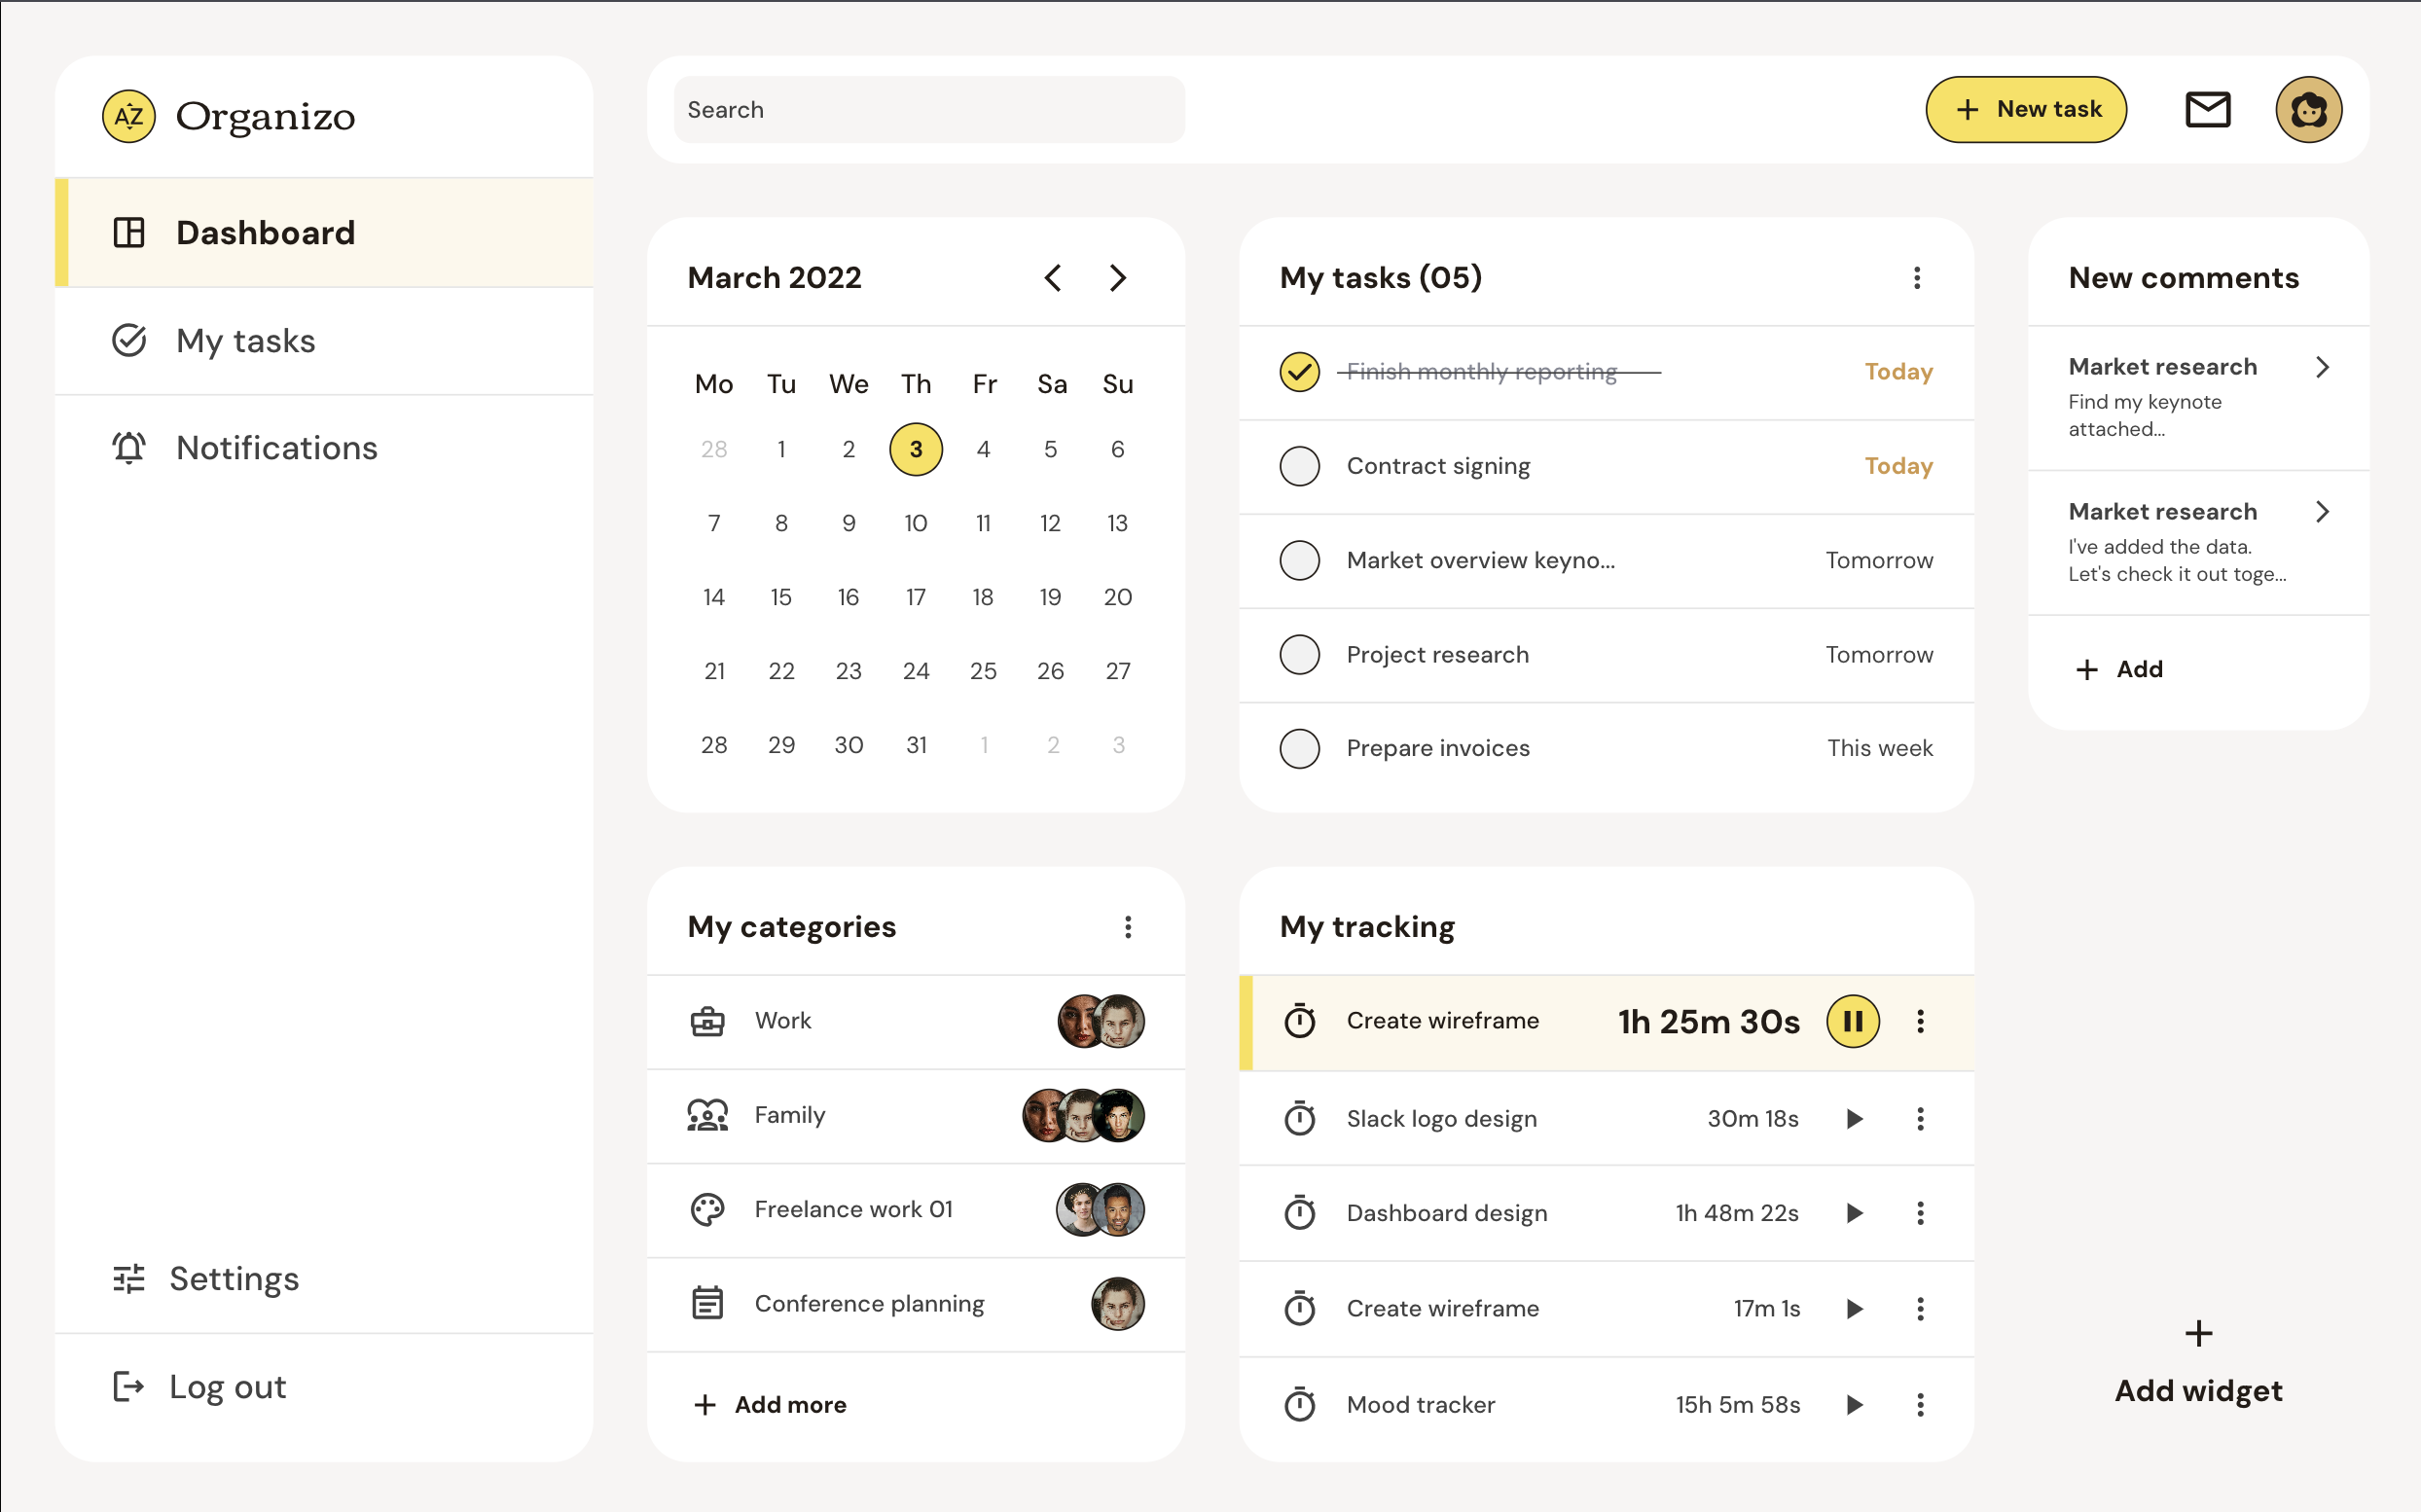 AZ Organizo
Dashboard
My tasks
Notifications
Settings
Log out
Search
New task
March 2022
Mo Tu We Th Fr Sa Su
28 1 2 3 4 5 6
7 8 9 10 11 12 13
14 15 16 17 18 19 20
21 22 23 24 25 26 27
28 29 30 31 1 2 3
My tasks (05)
Finish monthly reporting Today
Contract signing Today
Market overview keyno... Tomorrow
Project research Tomorrow
Prepare invoices This week
New comments
Market research
Find my keynote
attached...
Market research
I've added the data.
Let's check it out toge...
Add
My categories
Work
Family
Freelance work 01
Conference planning
Add more
My tracking
Create wireframe 1h 25m 30s
Slack logo design 30m 18s
Dashboard design 1h 48m 22s
Create wireframe 17m 1s
Mood tracker 15h 5m 58s
Add widget